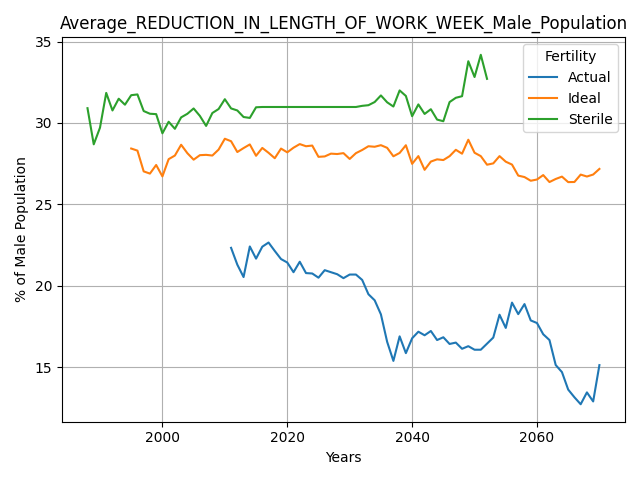 Average_REDUCTION_IN_LENGTH_OF_WORK_WEEK_Male_Population
Fertility
Actual
Ideal
Sterile
% of Male Population
35
30
25
20
15
2000
2020
2040
2060
Years